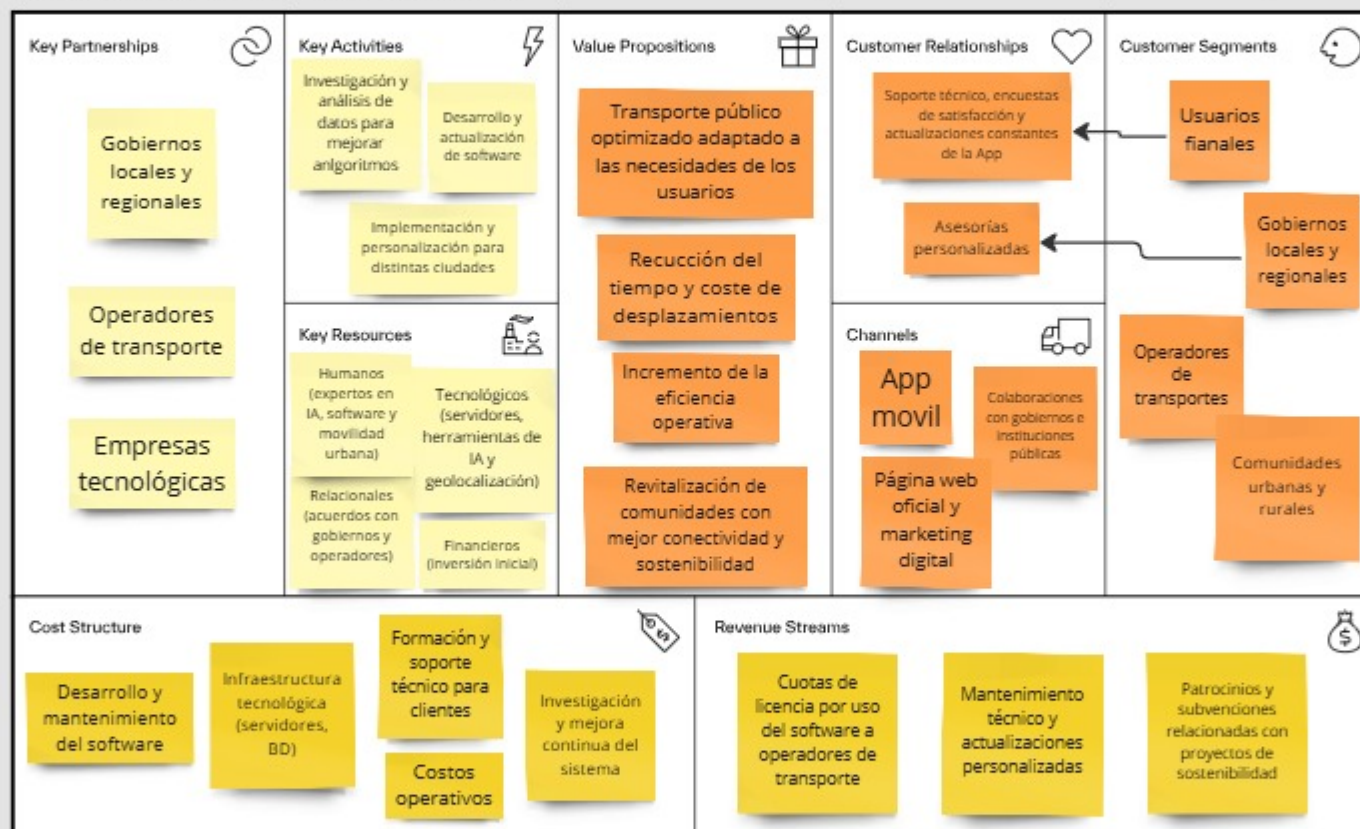 Key Partnerships
Gobiernos
locales y
regionales
Operadores
de transporte
Empresas
tecnológicas
Key Activities
Investigación y
análisis de
datos para
mejorar
anlgoritmos
Desarrollo y
actualización
de software
Implementación y
personalización para
distintas ciudades
Key Resources
Humanos
(expertos en
IA, software y
movilidad
urbana)
Tecnológicos
(servidores,
herramientas de
IA y
geolocalización)
Relacionales
(acuerdos con
gobiernos y
operadores)
Financieros
(inversión inicial)
Value Propositions
Transporte público
optimizado adaptado a
las necesidades de los
usuarios
Recucción del
tiempo y coste de
desplazamientos
Incremento de la
eficiencia
operativa
Revitalización de
comunidades con
mejor conectividad y
sostenibilidad
Customer Relationships
Soporte técnico, encuestas
de satisfacción y
actualizaciones constantes
de la App
Asesorías
personalizadas
Channels
App
movil
Colaboraciones
con gobiernos e
instituciones
públicas
Página web
oficial y
marketing
digital
Customer Segments
Usuarios
fianales
Gobiernos
locales y
regionales
Operadores
de
transportes
Comunidades
urbanas y
rurales
Cost Structure
Desarrollo y
mantenimiento
del software
Infraestructura
tecnológica
(servidores,
BD)
Formación y
soporte
técnico para
clientes
Costos
operativos
Investigación
y mejora
continua del
sistema
Revenue Streams
Cuotas de
licencia por uso
del software a
operadores de
transporte
Mantenimiento
técnico y
actualizaciones
personalizadas
Patrocinios y
subvenciones
relacionadas con
proyectos de
sostenibilidad